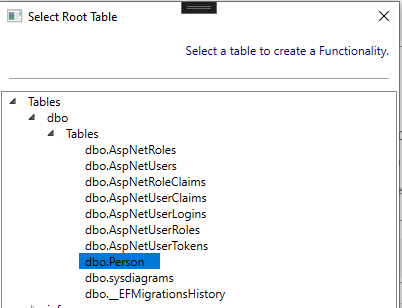 Select Root Table
Select a table to create a Functionality.
Tables
dbo
Tables
dbo.AspNetRoles
dbo.AspNetUsers
dbo.AspNetRoleClaims
dbo.AspNetUserClaims
dbo.AspNetUserLogins
dbo.AspNetUserRoles
dbo.AspNetUserTokens
dbo.Person
dbo.sysdiagrams
dbo.__EFMigrationsHistory